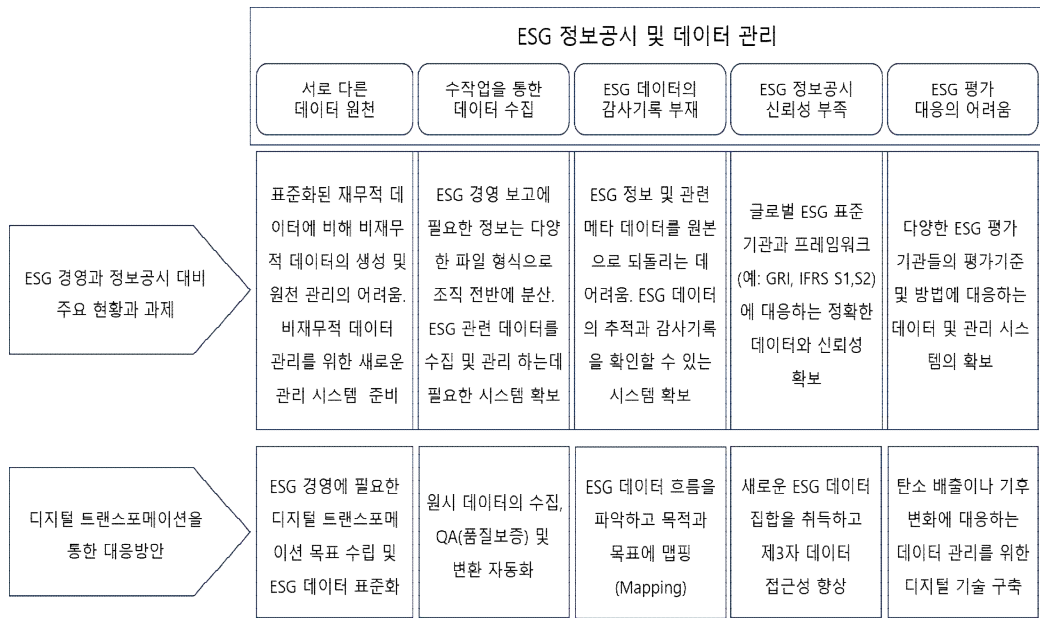 ESG 정보공시 및 데이터 관리
서로 다른
데이터 원천
수작업을 통한
데이터 수집
ESG 데이터의
감사기록 부재
ESG 정보공시
신뢰성 부족
ESG 평가
대응의 어려움
ESG 경영과 정보공시 대비
주요 현황과 과제
표준화된 재무적 데
이터에 비해 비재무
적 데이터의 생성 및
원천 관리의 어려움.
비재무적 데이터
관리를 위한 새로운
관리 시스템 준비
ESG 경영 보고에
필요한 정보는 다양
한 파일 형식으로
조직 전반에 분산.
ESG 관련 데이터를
수집 및 관리 하는데
필요한 시스템 확보
ESG 정보 및 관련
메타 데이터를 원본
으로 되돌리는 데
어려움. ESG 데이터
의 추적과 감사기록
을 확인할 수 있는
시스템 확보
글로벌 ESG 표준
기관과 프레임워크
(예: GRI, IFRS S1,S2)
에 대응하는 정확한
데이터와 신뢰성
확보
다양한 ESG 평가
기관들의 평가기준
및 방법에 대응하는
데이터 및 관리 시스
템의 확보
디지털 트랜스포메이션을
통한 대응방안
ESG 경영에 필요한
디지털 트랜스포메
이션 목표 수립 및
ESG 데이터 표준화
원시 데이터의 수집,
QA(품질보증) 및
변환 자동화
ESG 데이터 흐름을
파악하고 목적과
목표에 맵핑
(Mapping)
새로운 ESG 데이터
집합을 취득하고
제3자 데이터
접근성 향상
탄소 배출이나 기후
변화에 대응하는
데이터 관리를 위한
디지털 기술 구축